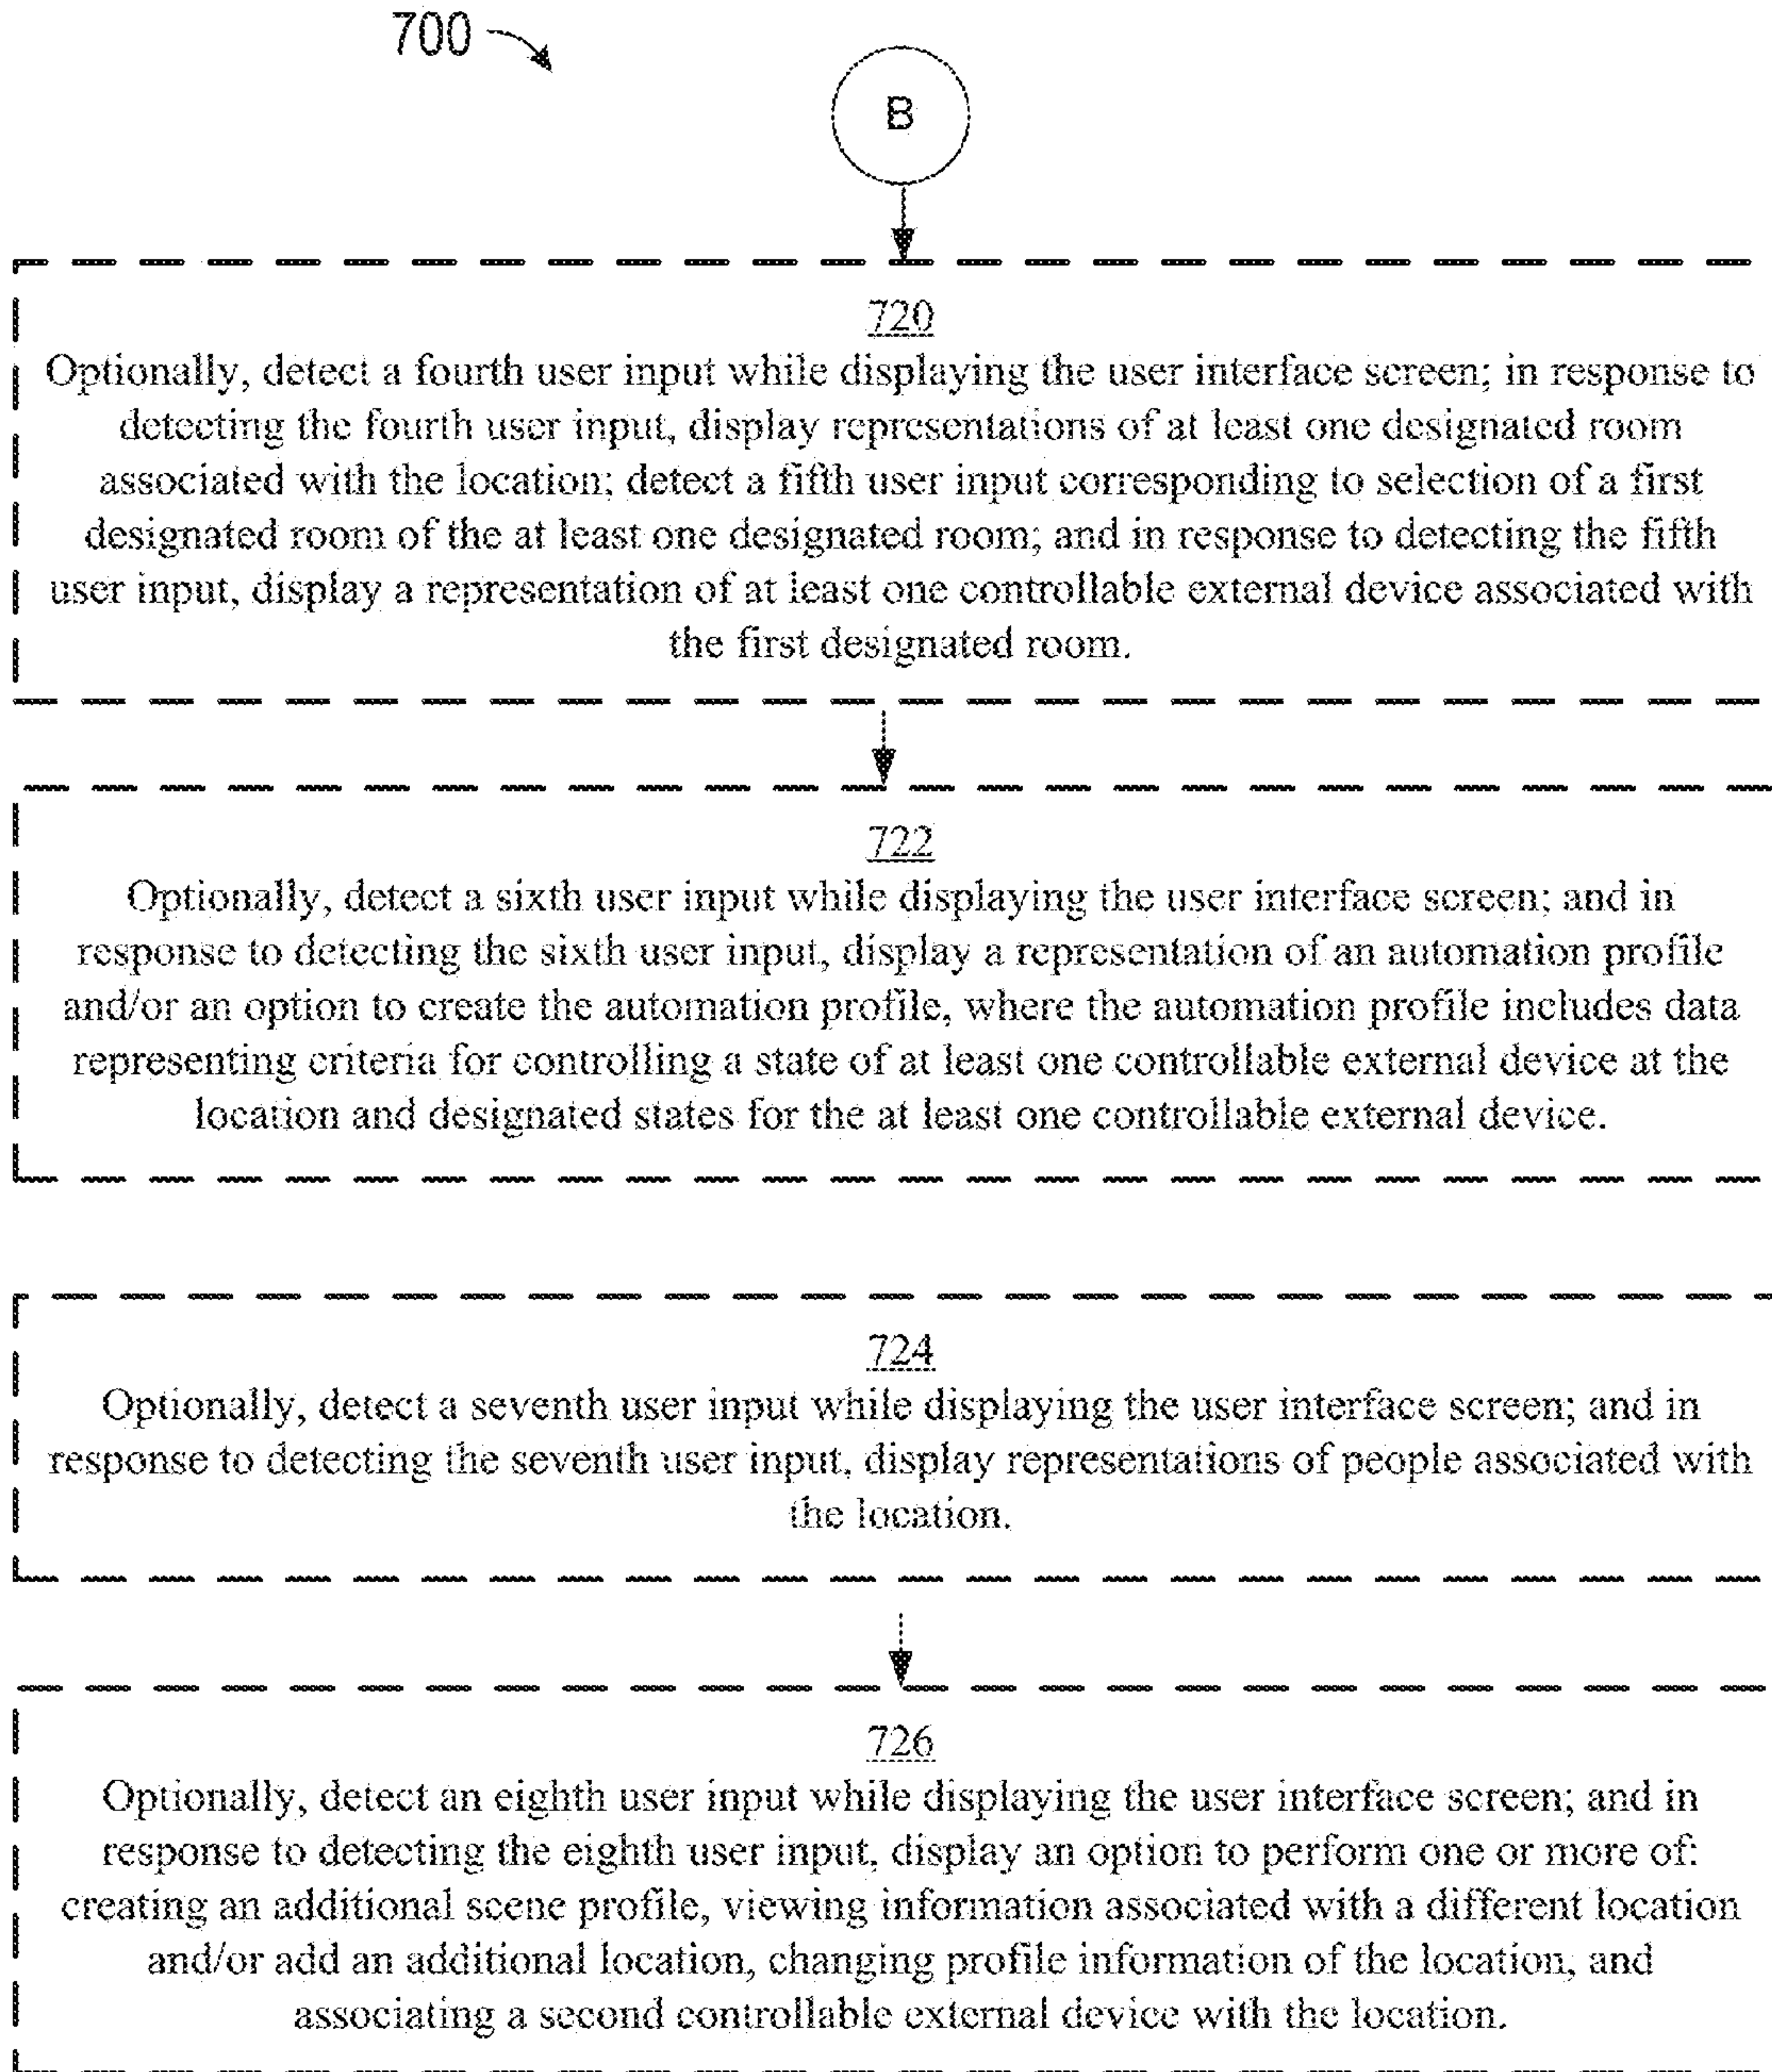 700
B
720
Optionally, detect a fourth user input while displaying the user interface screen; in response to
detecting the fourth user input, display representations of at least one designated room
associated with the location; detect a fifth user input corresponding to selection of a first
designated room of the at least one designated room; and in response to detecting the fifth
user input, display a representation of at least one controllable external device associated with
the first designated room.
722
Optionally, detect a sixth user input while displaying the user interface screen; and in
response to detecting the sixth user input, display a representation of an automation profile
and/or an option to create the automation profile, where the automation profile includes data
representing criteria for controlling a state of at least one controllable external device at the
location and designated states for the at least one controllable external device.
724
Optionally, detect a seventh user input while displaying the user interface screen; and in
response to detecting the seventh user input, display representations of people associated with
the location.
726
Optionally, detect an eighth user input while displaying the user interface screen; and in
response to detecting the eighth user input, display an option to perform one or more of:
creating an additional scene profile, viewing information associated with a different location
and/or add an additional location, changing profile information of the location, and
associating a second controllable external device with the location.